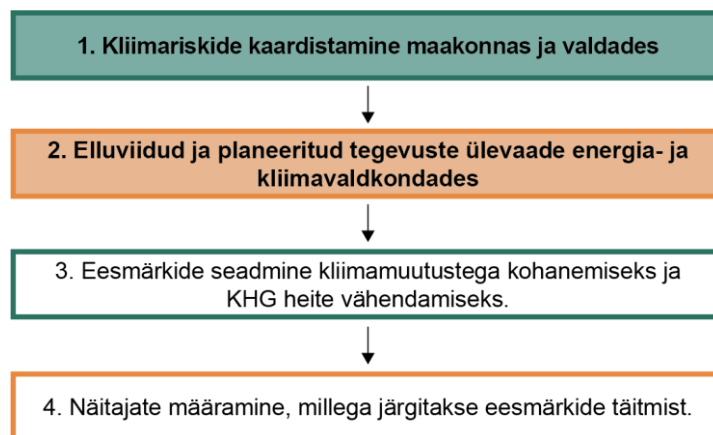 1. Kliimariskide kaardistamine maakonnas ja valdades
2. Elluviidud ja planeeritud tegevuste ülevaade energia- ja
kliimavaldkondades
3. Eesmärkide seadmine kliimamuutustega kohanemiseks ja
KHG heite vähendamiseks.
4. Näitajate määramine, millega järgitakse eesmärkide täitmist.